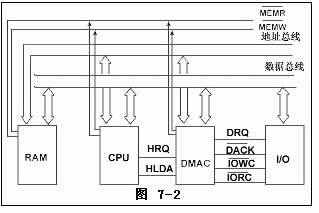 MEMR
MEMW
地址总线
数据总线
RAM
CPU
HRQ
HLDA
DMAC
DRQ
DACK
IOWC
IORC
I/O
图 7-2